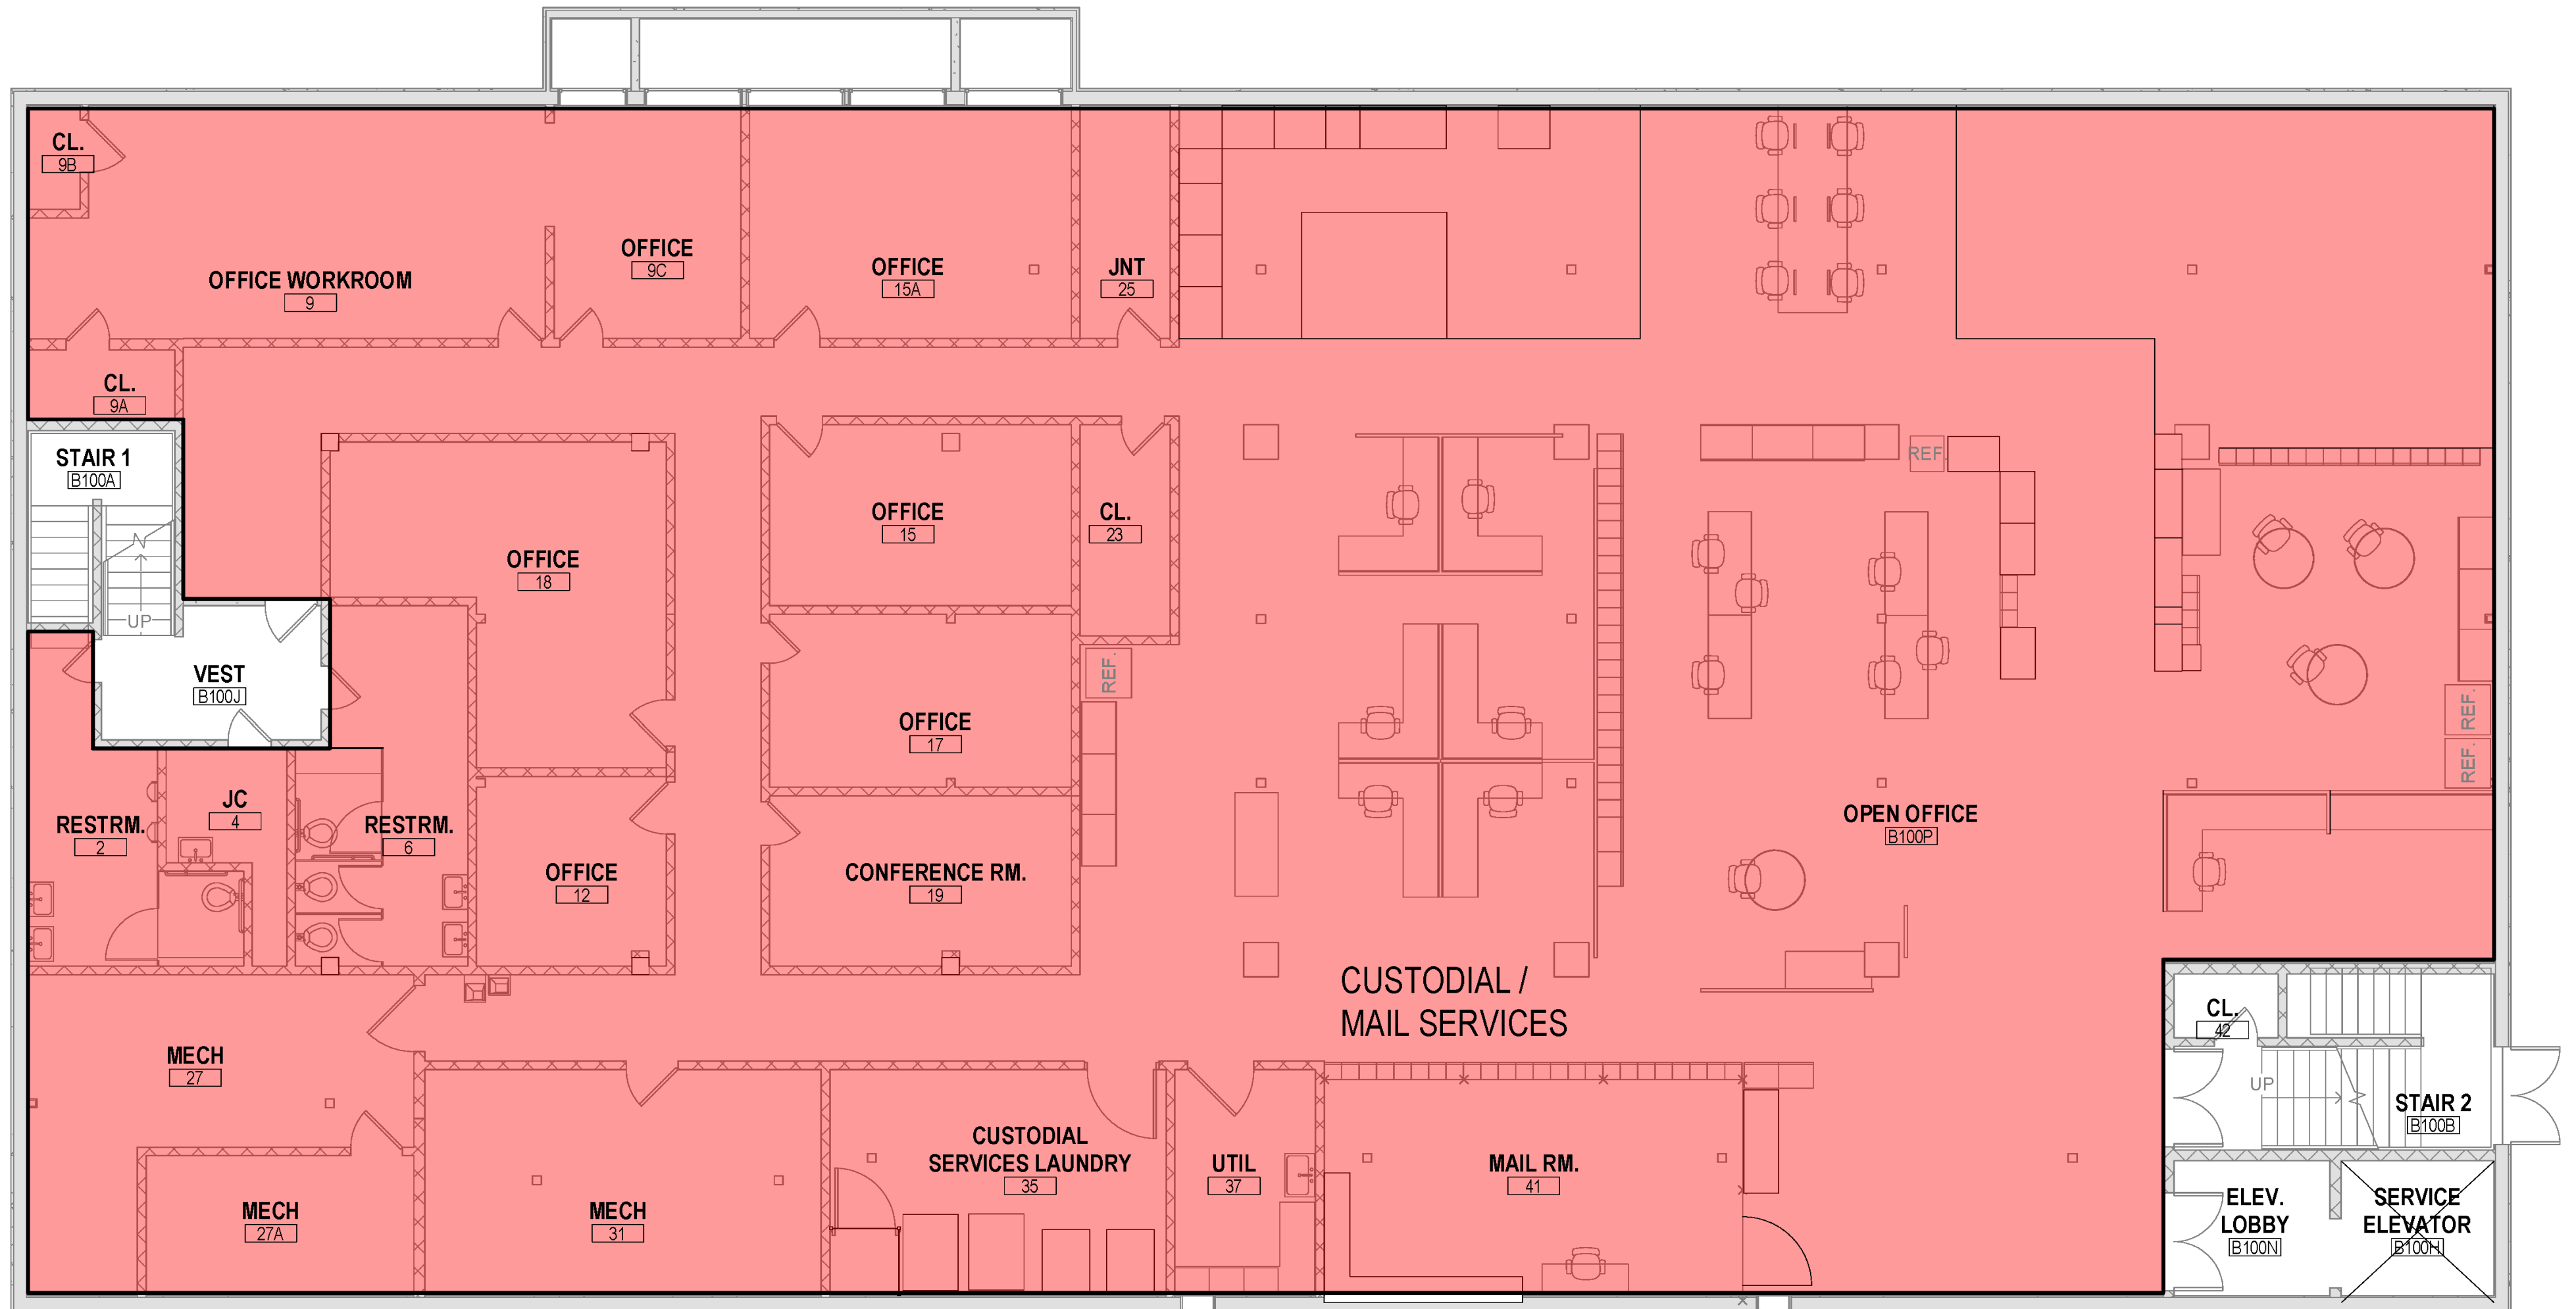 CL.
9B
OFFICE WORKROOM
9
OFFICE
9C
OFFICE
15A
JNT
25
CL.
9A
STAIR 1
B100A
UP
VEST
B100J
OFFICE
18
OFFICE
15
CL.
23
REF.
OFFICE
17
REF.
REF.
REF.
RESTRM.
2
JC
4
RESTRM.
6
OFFICE
12
CONFERENCE RM.
19
OPEN OFFICE
B100P
CUSTODIAL /
MAIL SERVICES
MECH
27
MECH
27A
MECH
31
CUSTODIAL
SERVICES LAUNDRY
35
UTIL
37
MAIL RM.
41
CL.
42
UP
STAIR 2
B100B
ELEV.
LOBBY
B100N
SERVICE
ELEVATOR
B100H